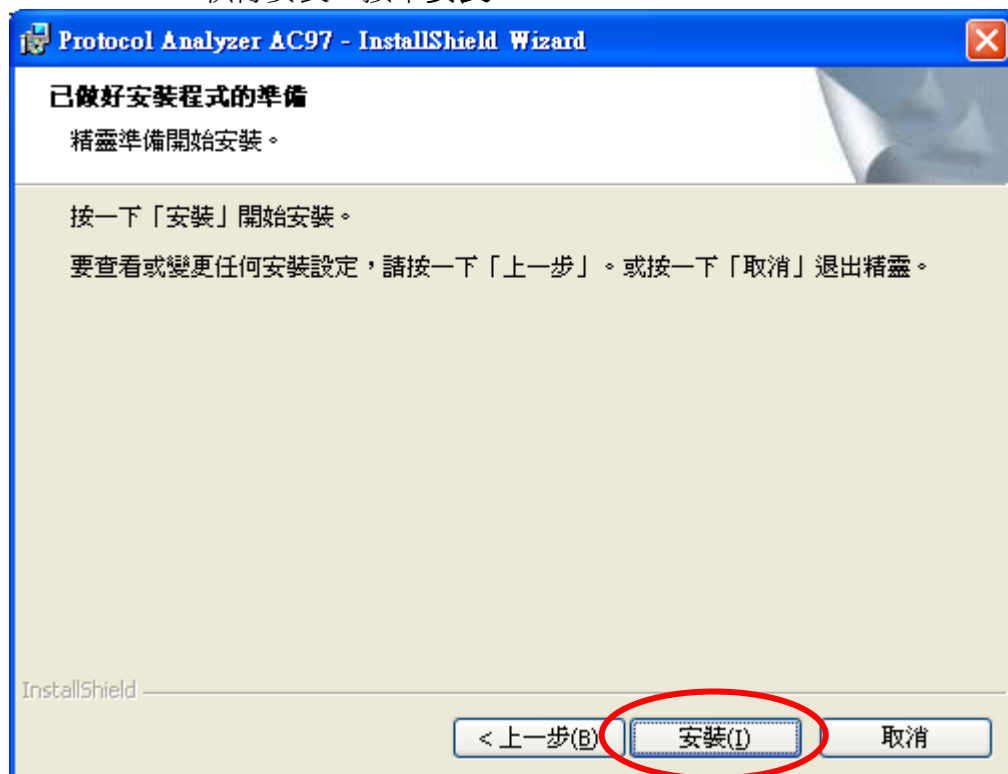 Protocol Analyzer AC97 - InstallShield Wizard
已做好安裝程式的準備
精靈準備開始安裝。
按一下「安裝」開始安裝。
要查看或變更任何安裝設定，請按一下「上一步」。或按一下「取消」退出精靈。
InstallShield
< 上一步(B) 安裝(I) 取消